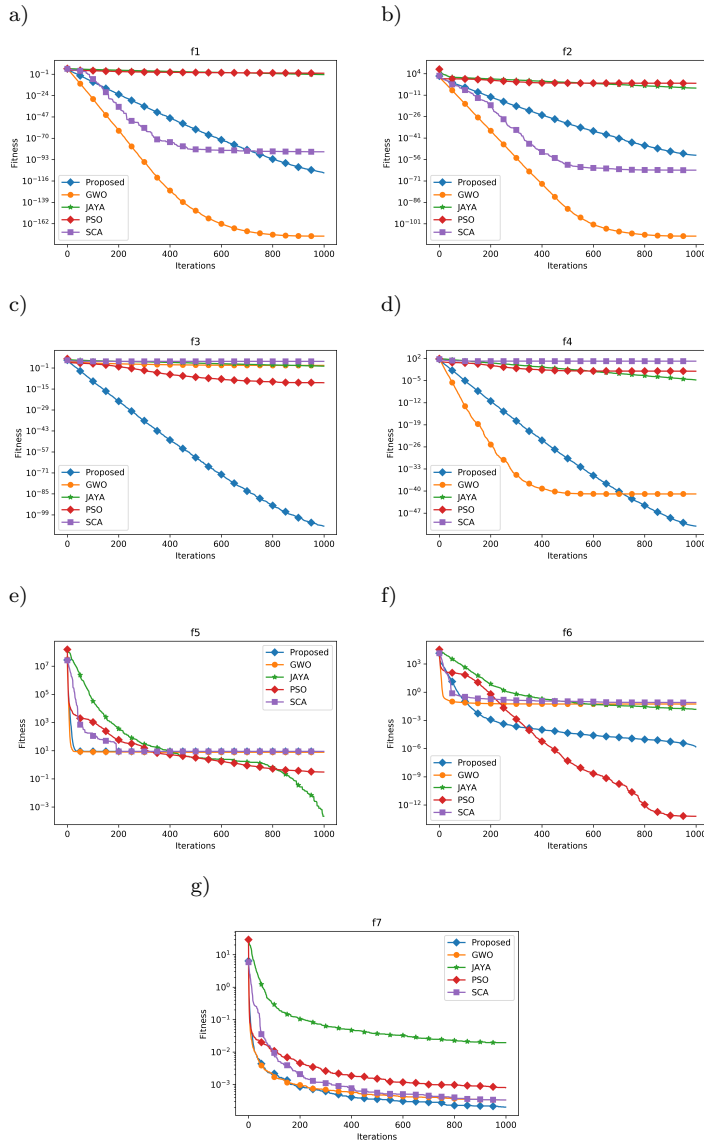 a)
f1
Fitness
10^-1
10^-24
10^-47
10^-70
10^-93
10^-116
10^-139
10^-162
Proposed
GWO
JAYA
PSO
SCA
0 200 400 600 800 1000
Iterations
b)
f2
Fitness
10^4
10^-11
10^-26
10^-41
10^-56
10^-71
10^-86
10^-101
Proposed
GWO
JAYA
PSO
SCA
0 200 400 600 800 1000
Iterations
c)
f3
Fitness
10^-1
10^-15
10^-29
10^-43
10^-57
10^-71
10^-85
10^-99
Proposed
GWO
JAYA
PSO
SCA
0 200 400 600 800 1000
Iterations
d)
f4
Fitness
10^2
10^-5
10^-12
10^-19
10^-26
10^-33
10^-40
10^-47
Proposed
GWO
JAYA
PSO
SCA
0 200 400 600 800 1000
Iterations
e)
f5
Fitness
10^7
10^5
10^3
10^1
10^-1
10^-3
Proposed
GWO
JAYA
PSO
SCA
0 200 400 600 800 1000
Iterations
f)
f6
Fitness
10^3
10^0
10^-3
10^-6
10^-9
10^-12
Proposed
GWO
JAYA
PSO
SCA
0 200 400 600 800 1000
Iterations
g)
f7
Fitness
10^1
10^0
10^-1
10^-2
10^-3
Proposed
GWO
JAYA
PSO
SCA
0 200 400 600 800 1000
Iterations